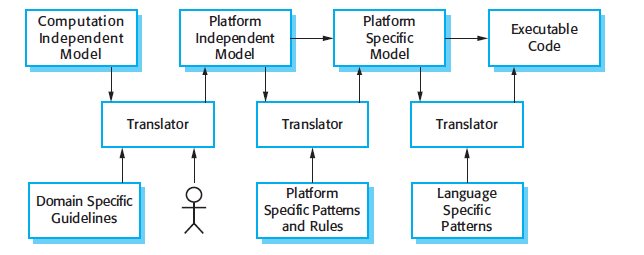 Computation
Independent
Model
Platform
Independent
Model
Platform
Specific
Model
Executable
Code
Translator
Translator
Translator
Domain Specific
Guidelines
Platform
Specific Patterns
and Rules
Language
Specific
Patterns